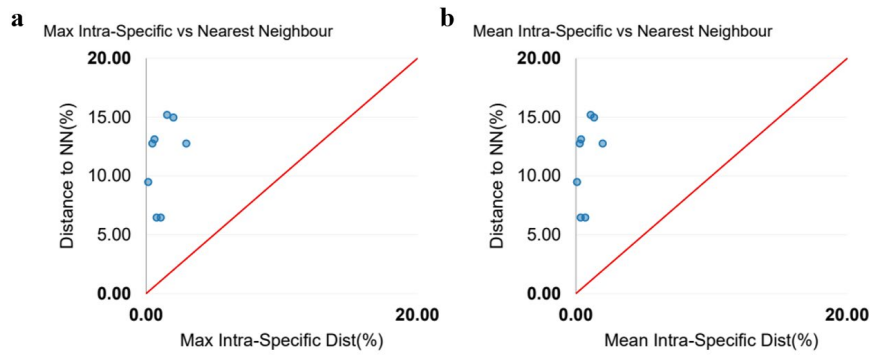 a
Max Intra-Specific vs Nearest Neighbour
20.00
15.00
10.00
5.00
0.00
Distance to NN(%)
0.00
20.00
Max Intra-Specific Dist(%)
b
Mean Intra-Specific vs Nearest Neighbour
20.00
15.00
10.00
5.00
0.00
Distance to NN(%)
0.00
20.00
Mean Intra-Specific Dist(%)